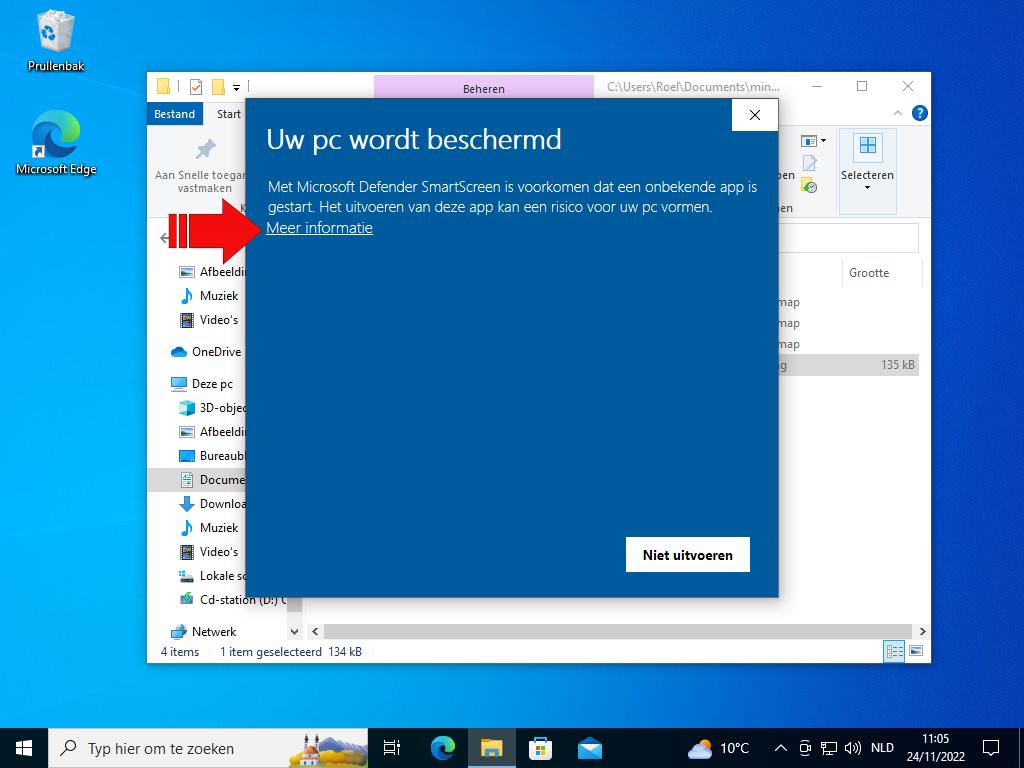 Prullenbak
Microsoft Edge
Beheren
C:\Users\Roel\Documents\min...
Bestand
Start
Aan Snelle toegan
vastmaken
Selecteren
Uw pc wordt beschermd
Met Microsoft Defender SmartScreen is voorkomen dat een onbekende app is
gestart. Het uitvoeren van deze app kan een risico voor uw pc vormen.
Meer informatie
Niet uitvoeren
Grootte
map
map
map
135 kB
Afbeeldi
Muziek
Video's
OneDrive
Deze pc
3D-objec
Afbeeldi
Bureaubl
Docume
Downloa
Muziek
Video's
Lokale sc
Cd-station (D:) C
Netwerk
4 items
1 item geselecteerd 134 kB
Typ hier om te zoeken
10°C
NLD
11:05
24/11/2022